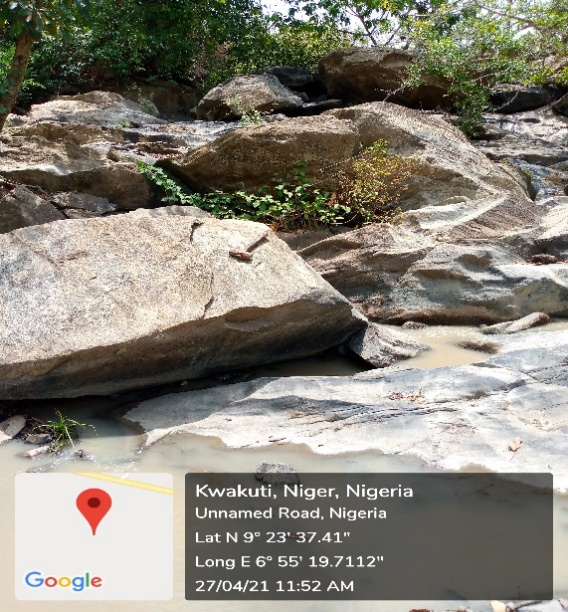 Kwakuti, Niger, Nigeria
Unnamed Road, Nigeria
Lat N 9° 23' 37.41"
Long E 6° 55' 19.7112"
27/04/21 11:52 AM
Google